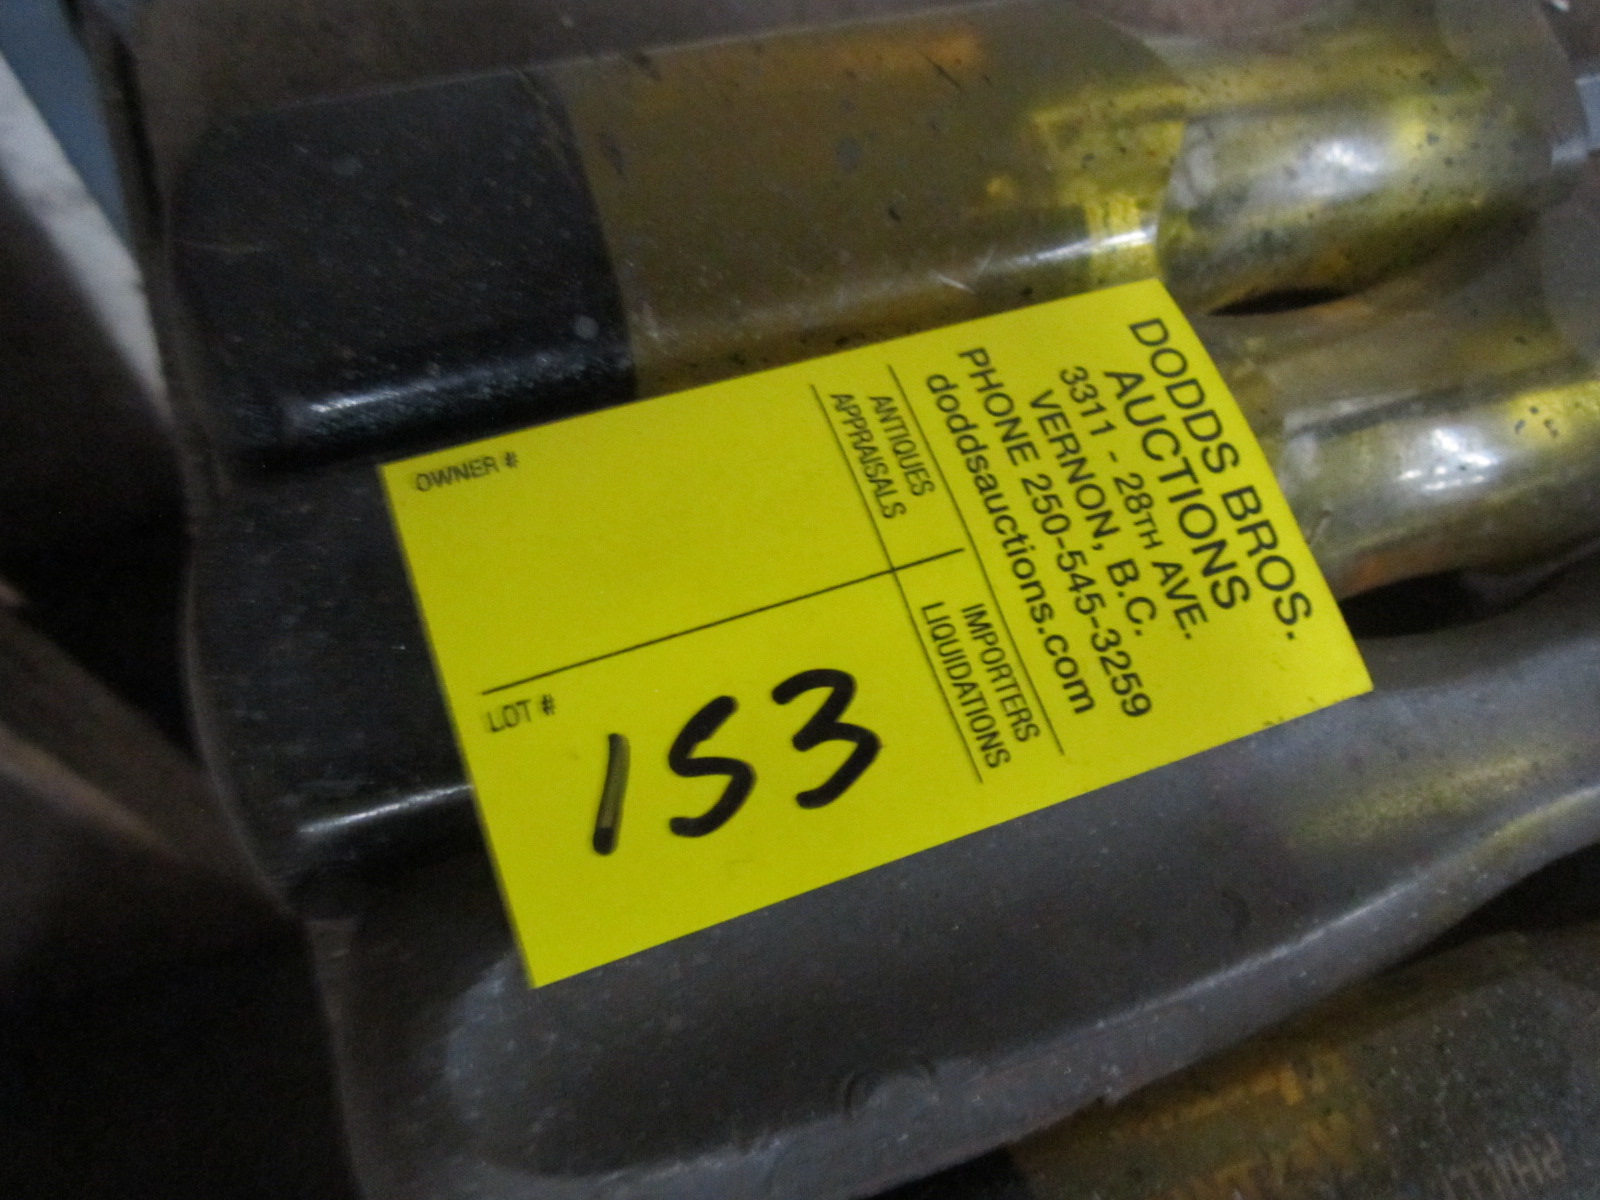 DODDS BROS.
AUCTIONS
3311 - 28TH AVE.
VERNON, B.C.
PHONE 250-545-3259
doddsauctions.com
ANTIQUES
APPRAISALS
IMPORTERS
LIQUIDATIONS
OWNER #
LOT #
153